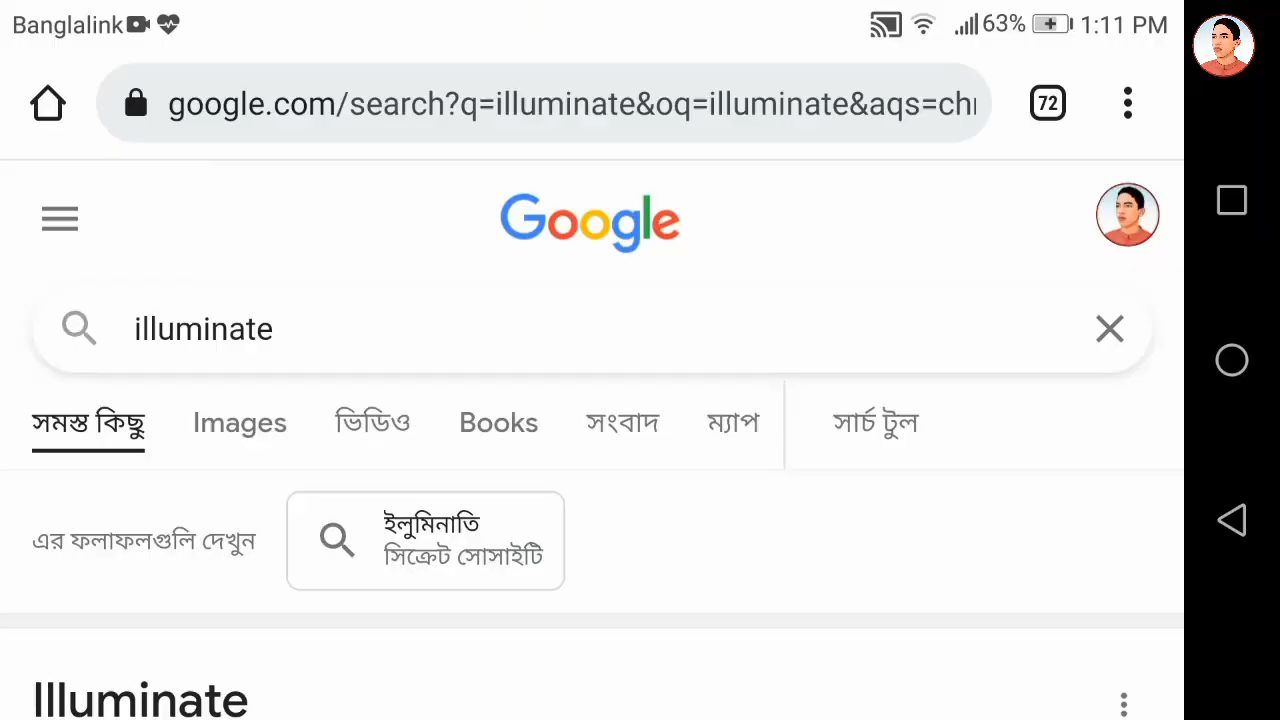 Banglalink 63% 1:11 PM
google.com/search?q=illuminate&oq=illuminate&aqs=ch 72
Google
illuminate
সমস্ত কিছু Images ভিডিও Books সংবাদ ম্যাপ সার্চ টুল
এর ফলাফলগুলি দেখুন
ইলুমিনাতি
সিক্রেট সোসাইটি
Illuminate